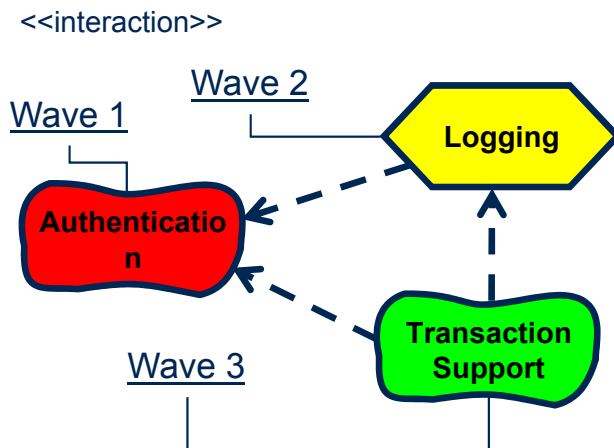 <<interaction>>
Wave 2
Wave 1
Logging
Authenticatio
n
Transaction
Support
Wave 3